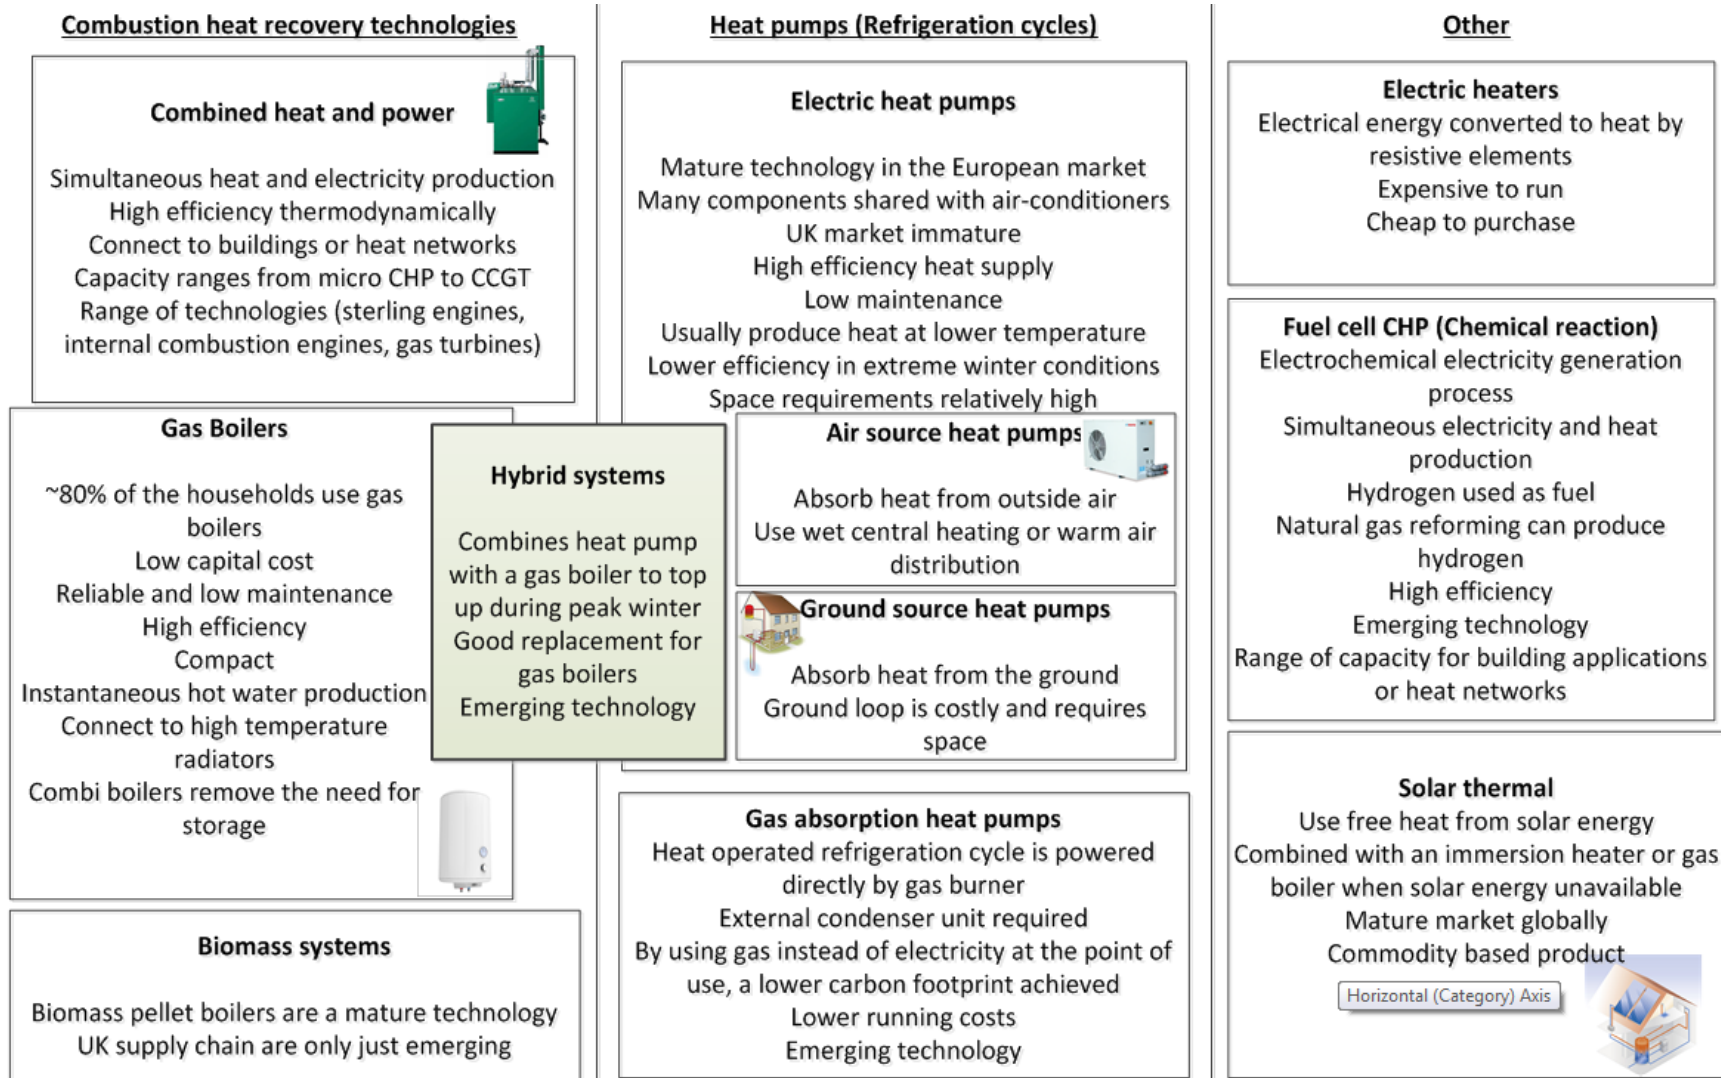 Combustion heat recovery technologies
Combined heat and power
Simultaneous heat and electricity production
High efficiency thermodynamically
Connect to buildings or heat networks
Capacity ranges from micro CHP to CCGT
Range of technologies (sterling engines,
internal combustion engines, gas turbines)
Gas Boilers
~80% of the households use gas
boilers
Low capital cost
Reliable and low maintenance
High efficiency
Compact
Instantaneous hot water production
Connect to high temperature
radiators
Combi boilers remove the need for
storage
Biomass systems
Biomass pellet boilers are a mature technology
UK supply chain are only just emerging
Hybrid systems
Combines heat pump
with a gas boiler to top
up during peak winter
Good replacement for
gas boilers
Emerging technology
Heat pumps (Refrigeration cycles)
Electric heat pumps
Mature technology in the European market
Many components shared with air-conditioners
UK market immature
High efficiency heat supply
Low maintenance
Usually produce heat at lower temperature
Lower efficiency in extreme winter conditions
Space requirements relatively high
Air source heat pumps
Absorb heat from outside air
Use wet central heating or warm air
distribution
Ground source heat pumps
Absorb heat from the ground
Ground loop is costly and requires
space
Gas absorption heat pumps
Heat operated refrigeration cycle is powered
directly by gas burner
External condenser unit required
By using gas instead of electricity at the point of
use, a lower carbon footprint achieved
Lower running costs
Emerging technology
Other
Electric heaters
Electrical energy converted to heat by
resistive elements
Expensive to run
Cheap to purchase
Fuel cell CHP (Chemical reaction)
Electrochemical electricity generation
process
Simultaneous electricity and heat
production
Hydrogen used as fuel
Natural gas reforming can produce
hydrogen
High efficiency
Emerging technology
Range of capacity for building applications
or heat networks
Solar thermal
Use free heat from solar energy
Combined with an immersion heater or gas
boiler when solar energy unavailable
Mature market globally
Commodity based product
Horizontal (Category) Axis